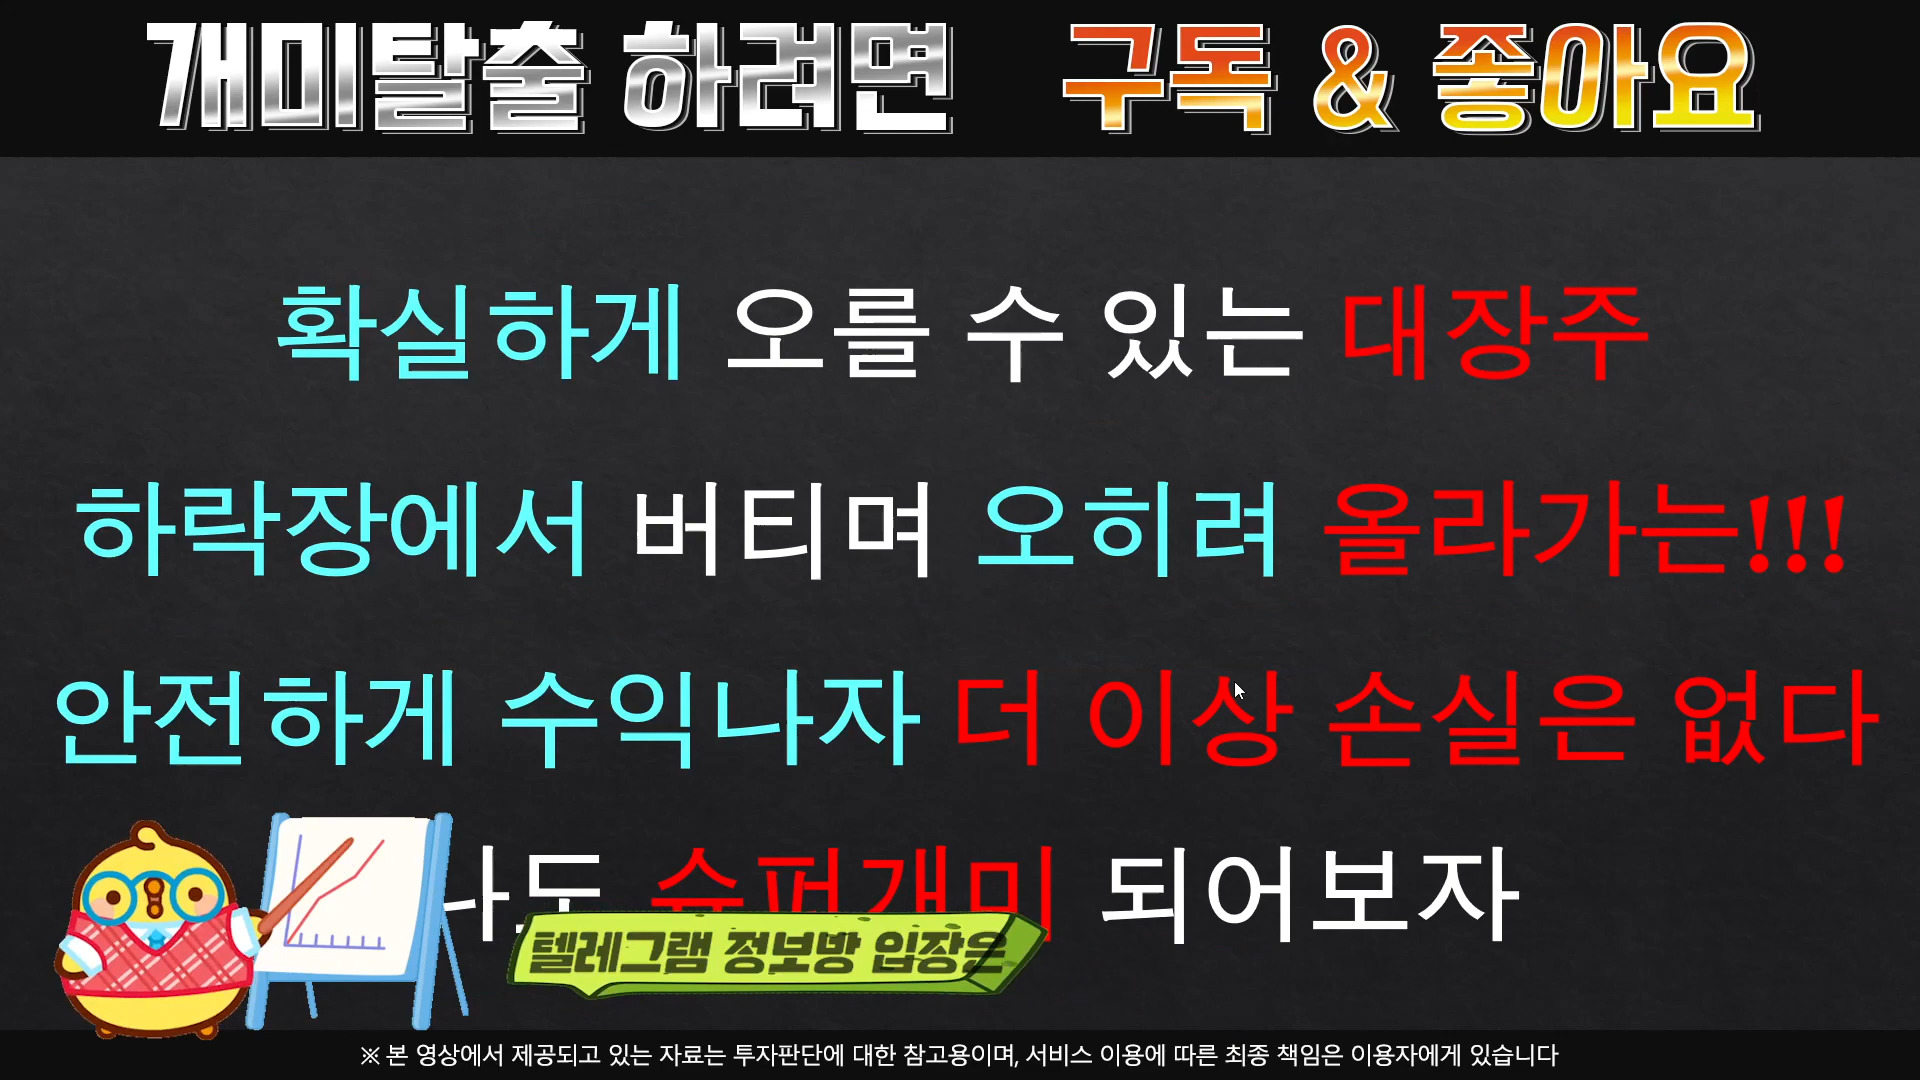 개미탈출 하려면 구독 & 좋아요
확실하게 오를 수 있는 대장주
하락장에서 버티며 오히려 올라가는!!!
안전하게 수익나자 더 이상 손실은 없다
슈퍼개미 되어보자
텔레그램 정보방 입장은
※ 본 영상에서 제공되고 있는 자료는 투자판단에 대한 참고용이며, 서비스 이용에 따른 최종 책임은 이용자에게 있습니다